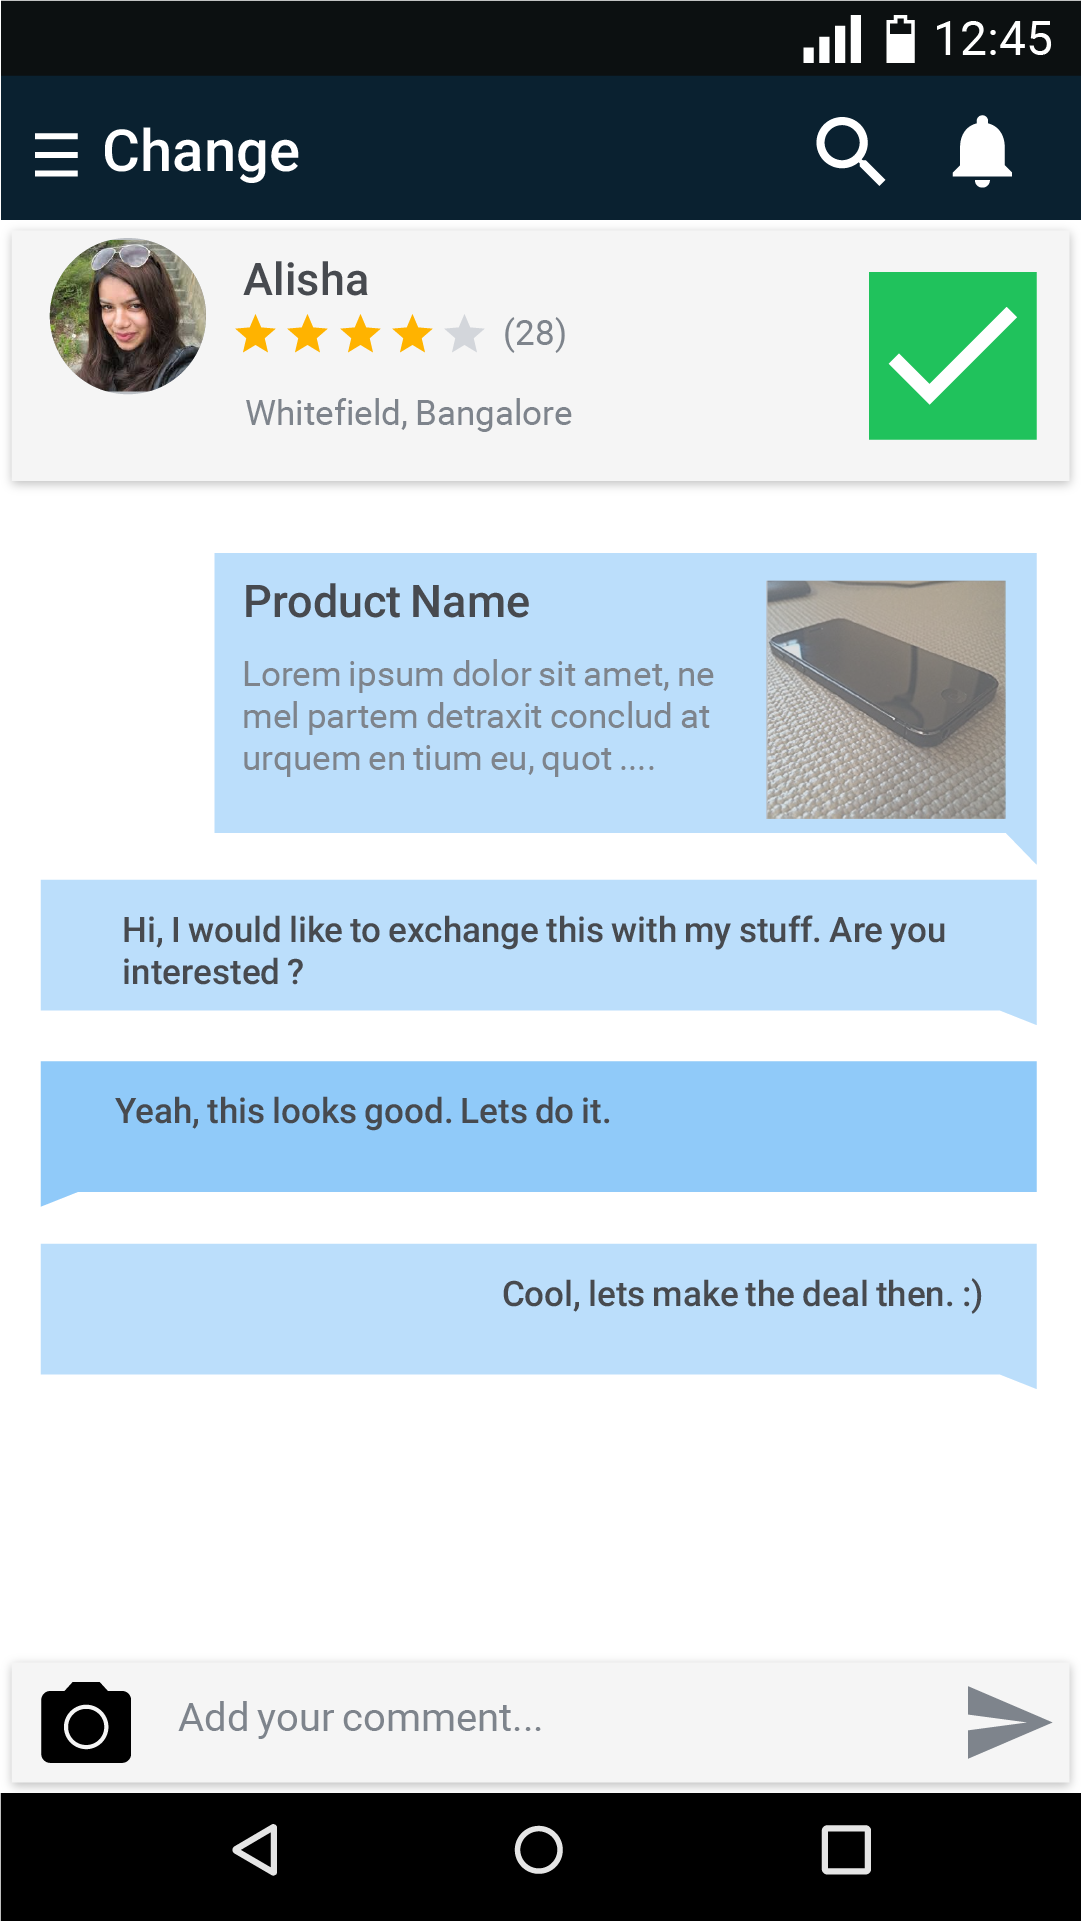 12:45
Change
Alisha
(28)
Whitefield, Bangalore
Product Name
Lorem ipsum dolor sit amet, ne
mel partem detraxit conclud at
urquem en tium eu, quot ....
Hi, I would like to exchange this with my stuff. Are you
interested ?
Yeah, this looks good. Lets do it.
Cool, lets make the deal then. :)
Add your comment...